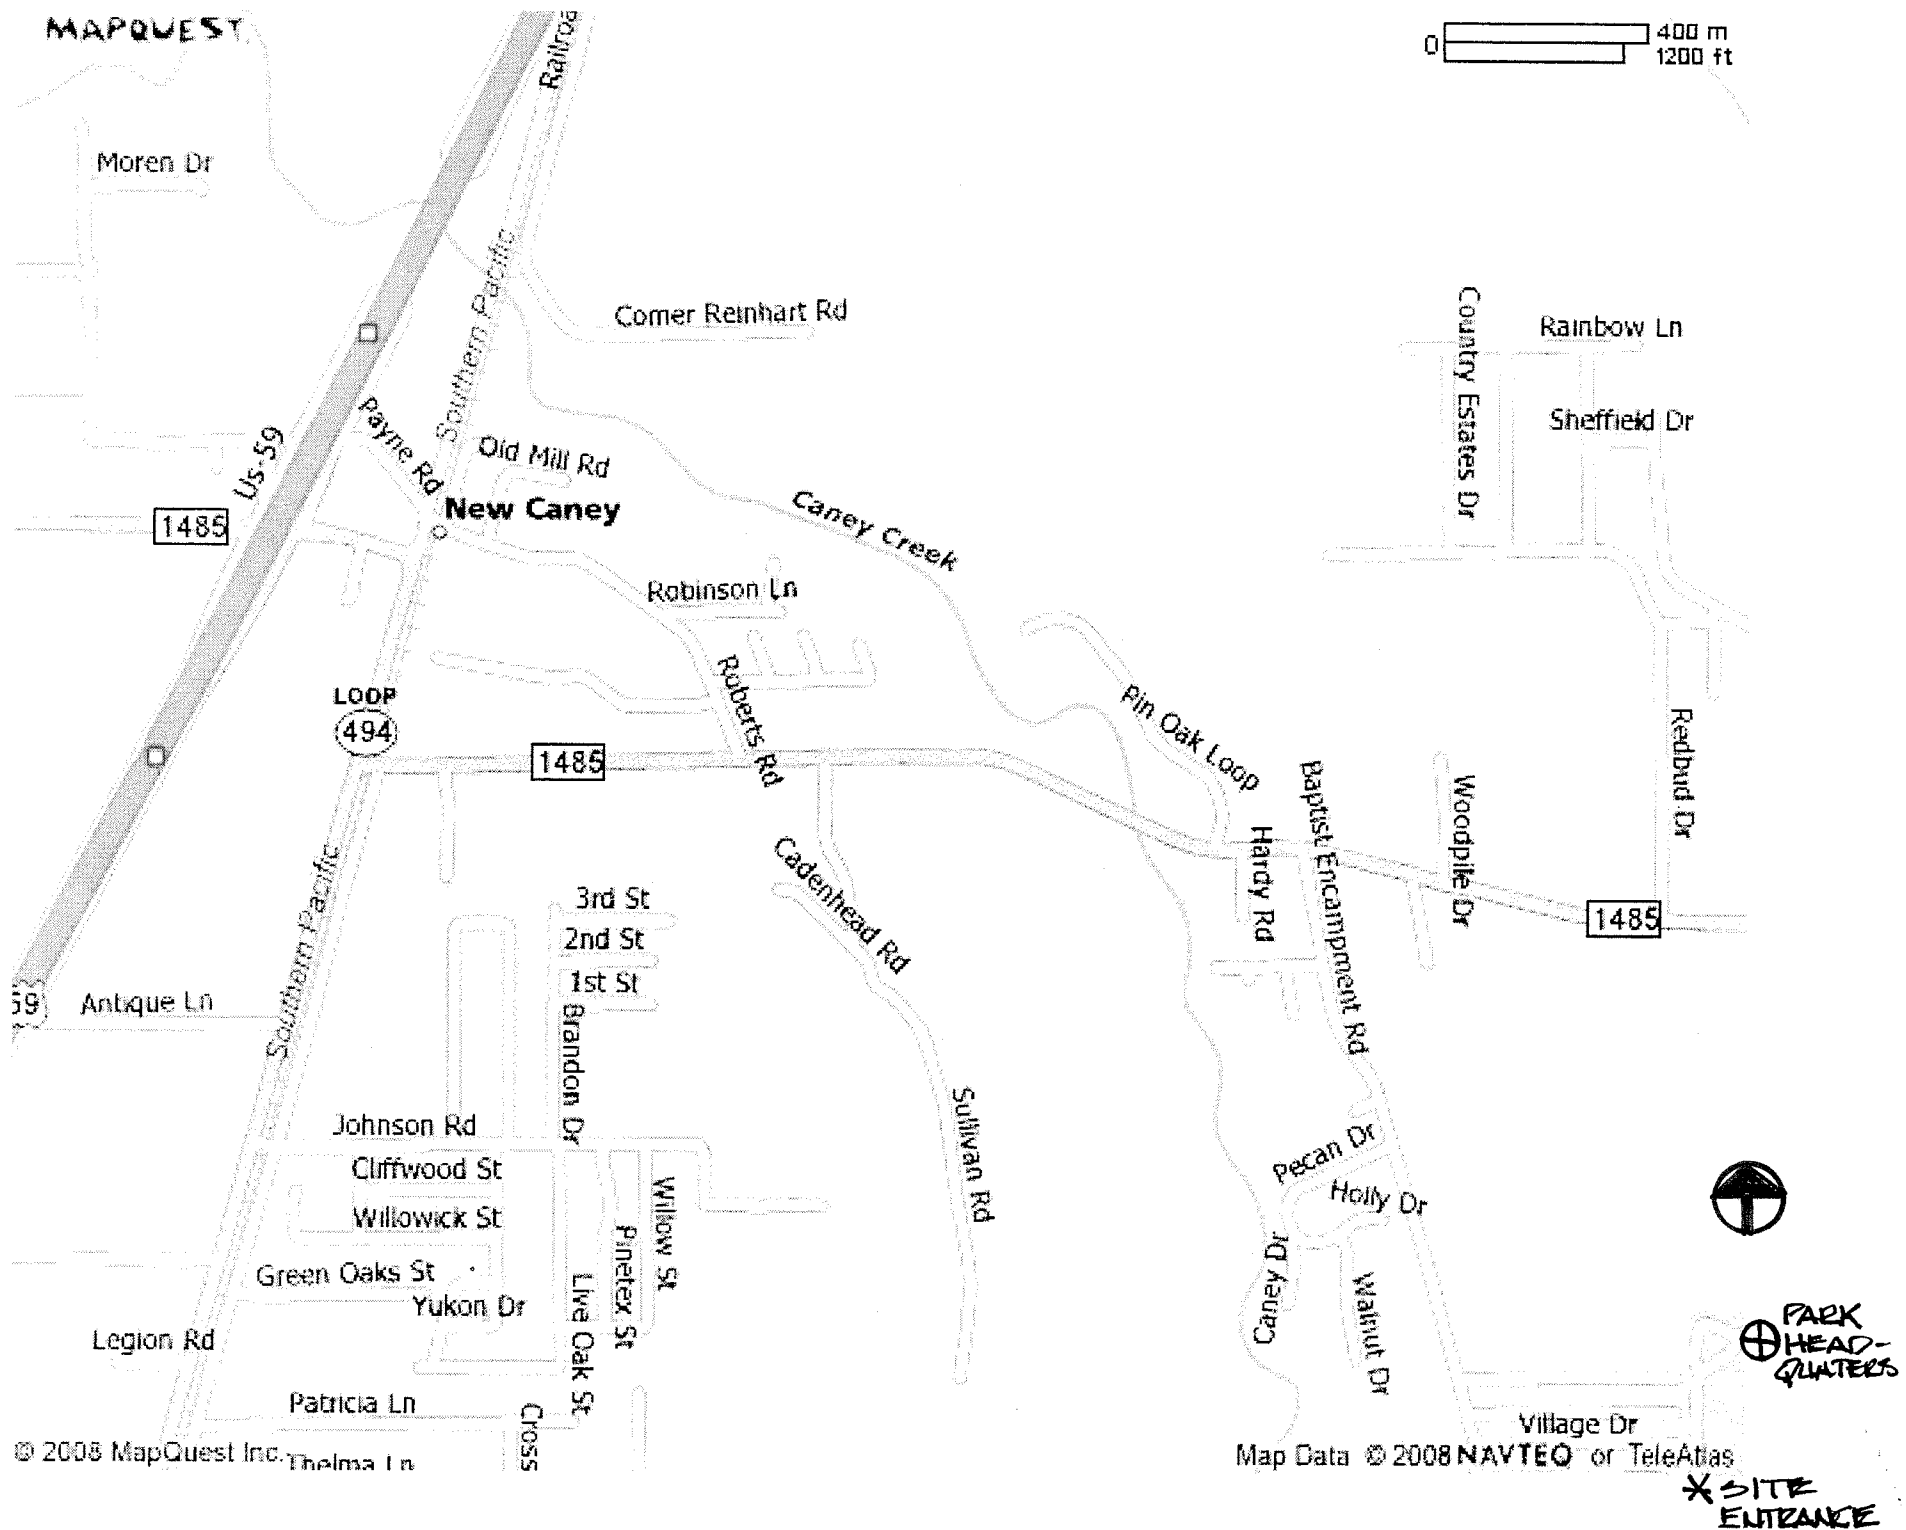 MAPQUEST
0
400 m
1200 ft
Moren Dr
Southern Pacific
Comer Reinhart Rd
Country Estates Dr
Rainbow Ln
Sheffield Dr
Payne Rd
Us-59
Old Mill Rd
New Caney
1485
Caney Creek
Robinson Ln
Roberts Rd
LOOP
494
1485
Pin Oak Loop
Redbud Dr
Baptist Encampment Rd
Woodpile Dr
Hardy Rd
1485
Southern Pacific
Cadenhead Rd
3rd St
2nd St
1st St
Brandon Dr
59
Antique Ln
Sullivan Rd
Johnson Rd
Cliffwood St
Willowick St
Willow St
Pinetex St
Live Oak St
Green Oaks St
Yukon Dr
Legion Rd
Patricia Ln
Cross
Thelma Ln
Pecan Dr
Holly Dr
Caney Dr
Walnut Dr
Village Dr
PARK
HEAD-
QUATERS
© 2008 MapQuest Inc.
Map Data © 2008 NAVTEQ or TeleAtlas
* SITE
ENTRANCE